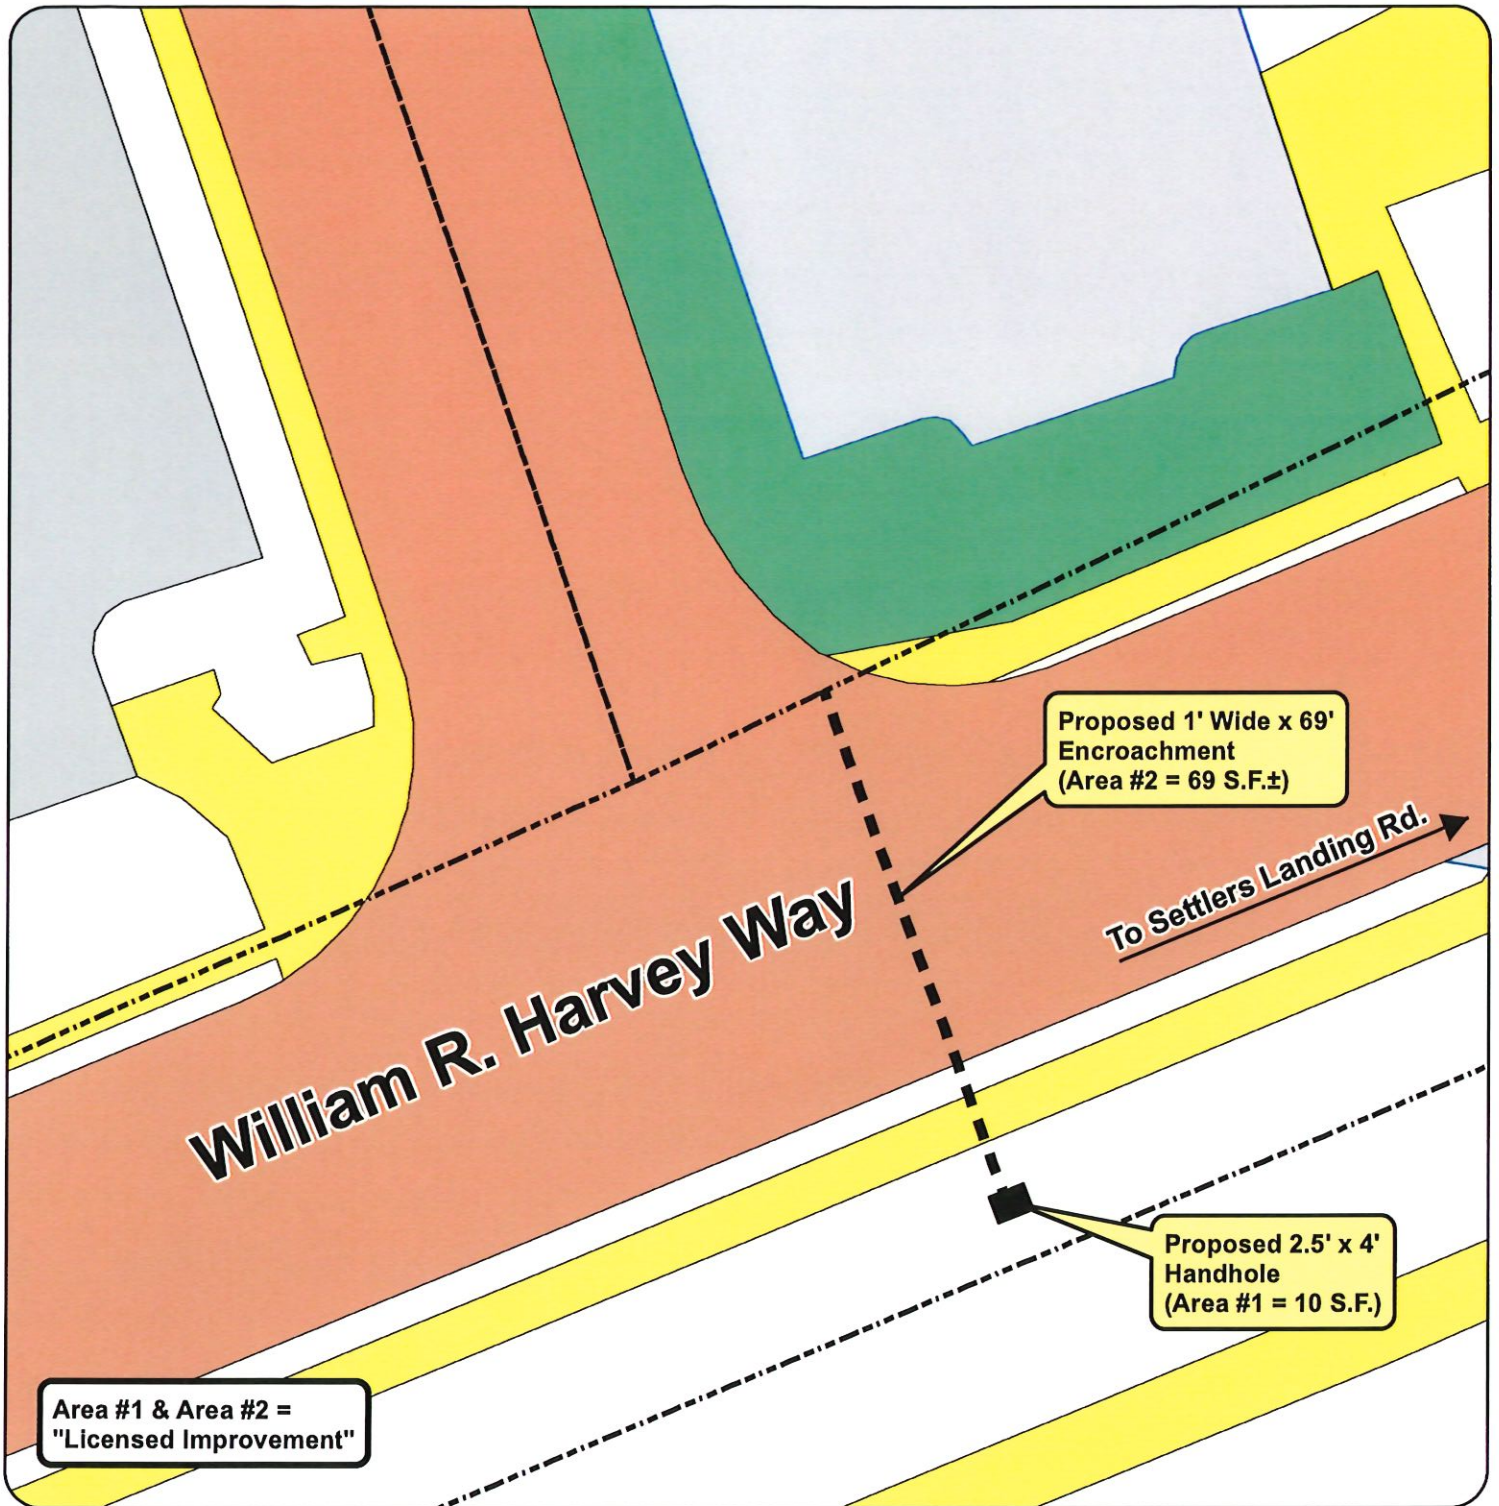 Proposed 1' Wide x 69'
Encroachment
(Area #2 = 69 S.F.±)
To Settlers Landing Rd.
William R. Harvey Way
Proposed 2.5' x 4'
Handhole
(Area #1 = 10 S.F.)
Area #1 & Area #2 =
"Licensed Improvement"